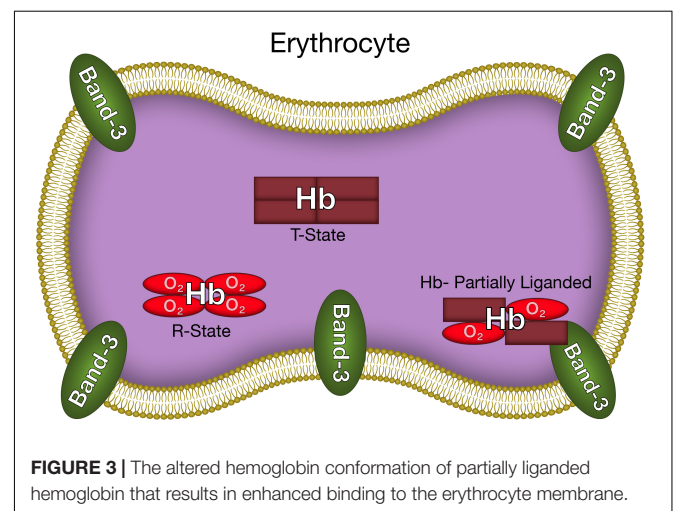 Erythrocyte
Band-3
Band-3
Hb
T-State
Hb- Partially Liganded
O2 O2
Hb
O2 O2
R-State
O2
Hb
O2
Band-3
Band-3
Band-3
FIGURE 3 | The altered hemoglobin conformation of partially liganded
hemoglobin that results in enhanced binding to the erythrocyte membrane.